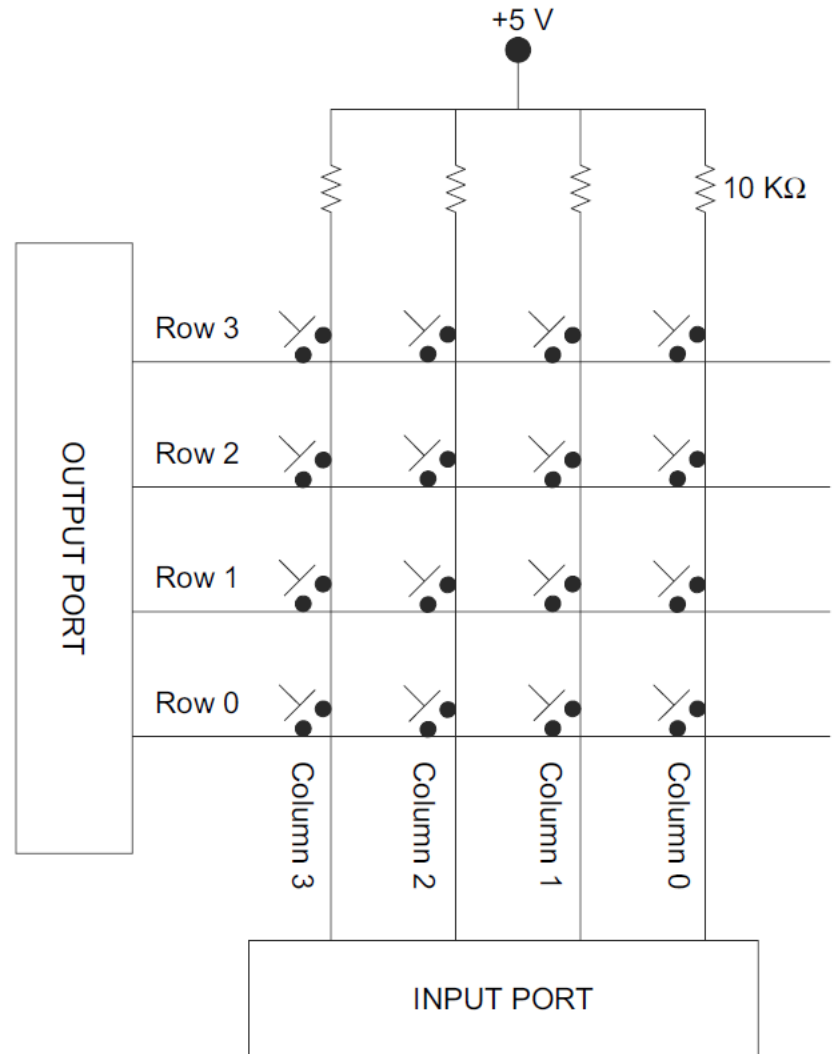 +5 V
10 KΩ
Row 3
Row 2
Row 1
Row 0
OUTPUT PORT
Column 3
Column 2
Column 1
Column 0
INPUT PORT